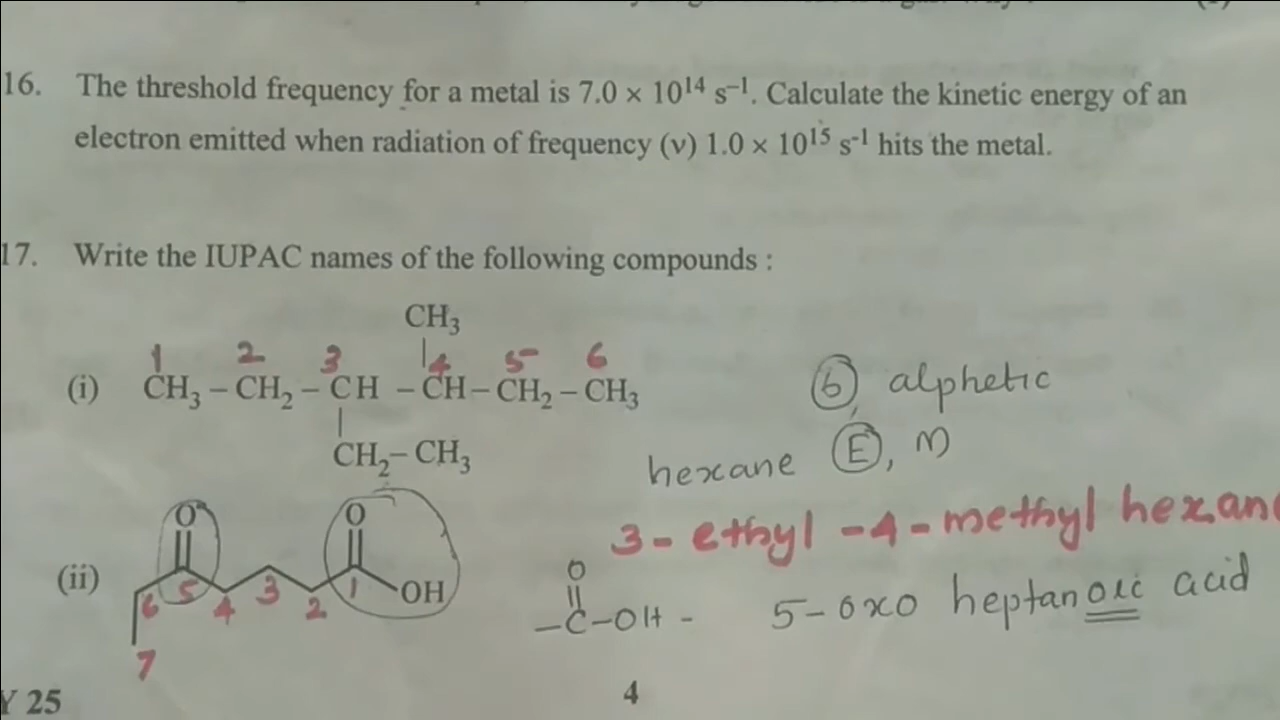 16. The threshold frequency for a metal is 7.0 × 10¹⁴ s⁻¹. Calculate the kinetic energy of an
electron emitted when radiation of frequency (ν) 1.0 × 10¹⁵ s⁻¹ hits the metal.
17. Write the IUPAC names of the following compounds :
CH₃
1 2 3 4 5 6
(i) CH₃ – CH₂ – CH – CH – CH₂ – CH₃
CH₂ – CH₃
6 alphetic
hexane E, M
3 - ethyl - 4 - methyl hexan
O O
(ii) OH
7 6 5 4 3 2 1
O
–C–OH - 5-oxo heptanoic acid
Y 25
4